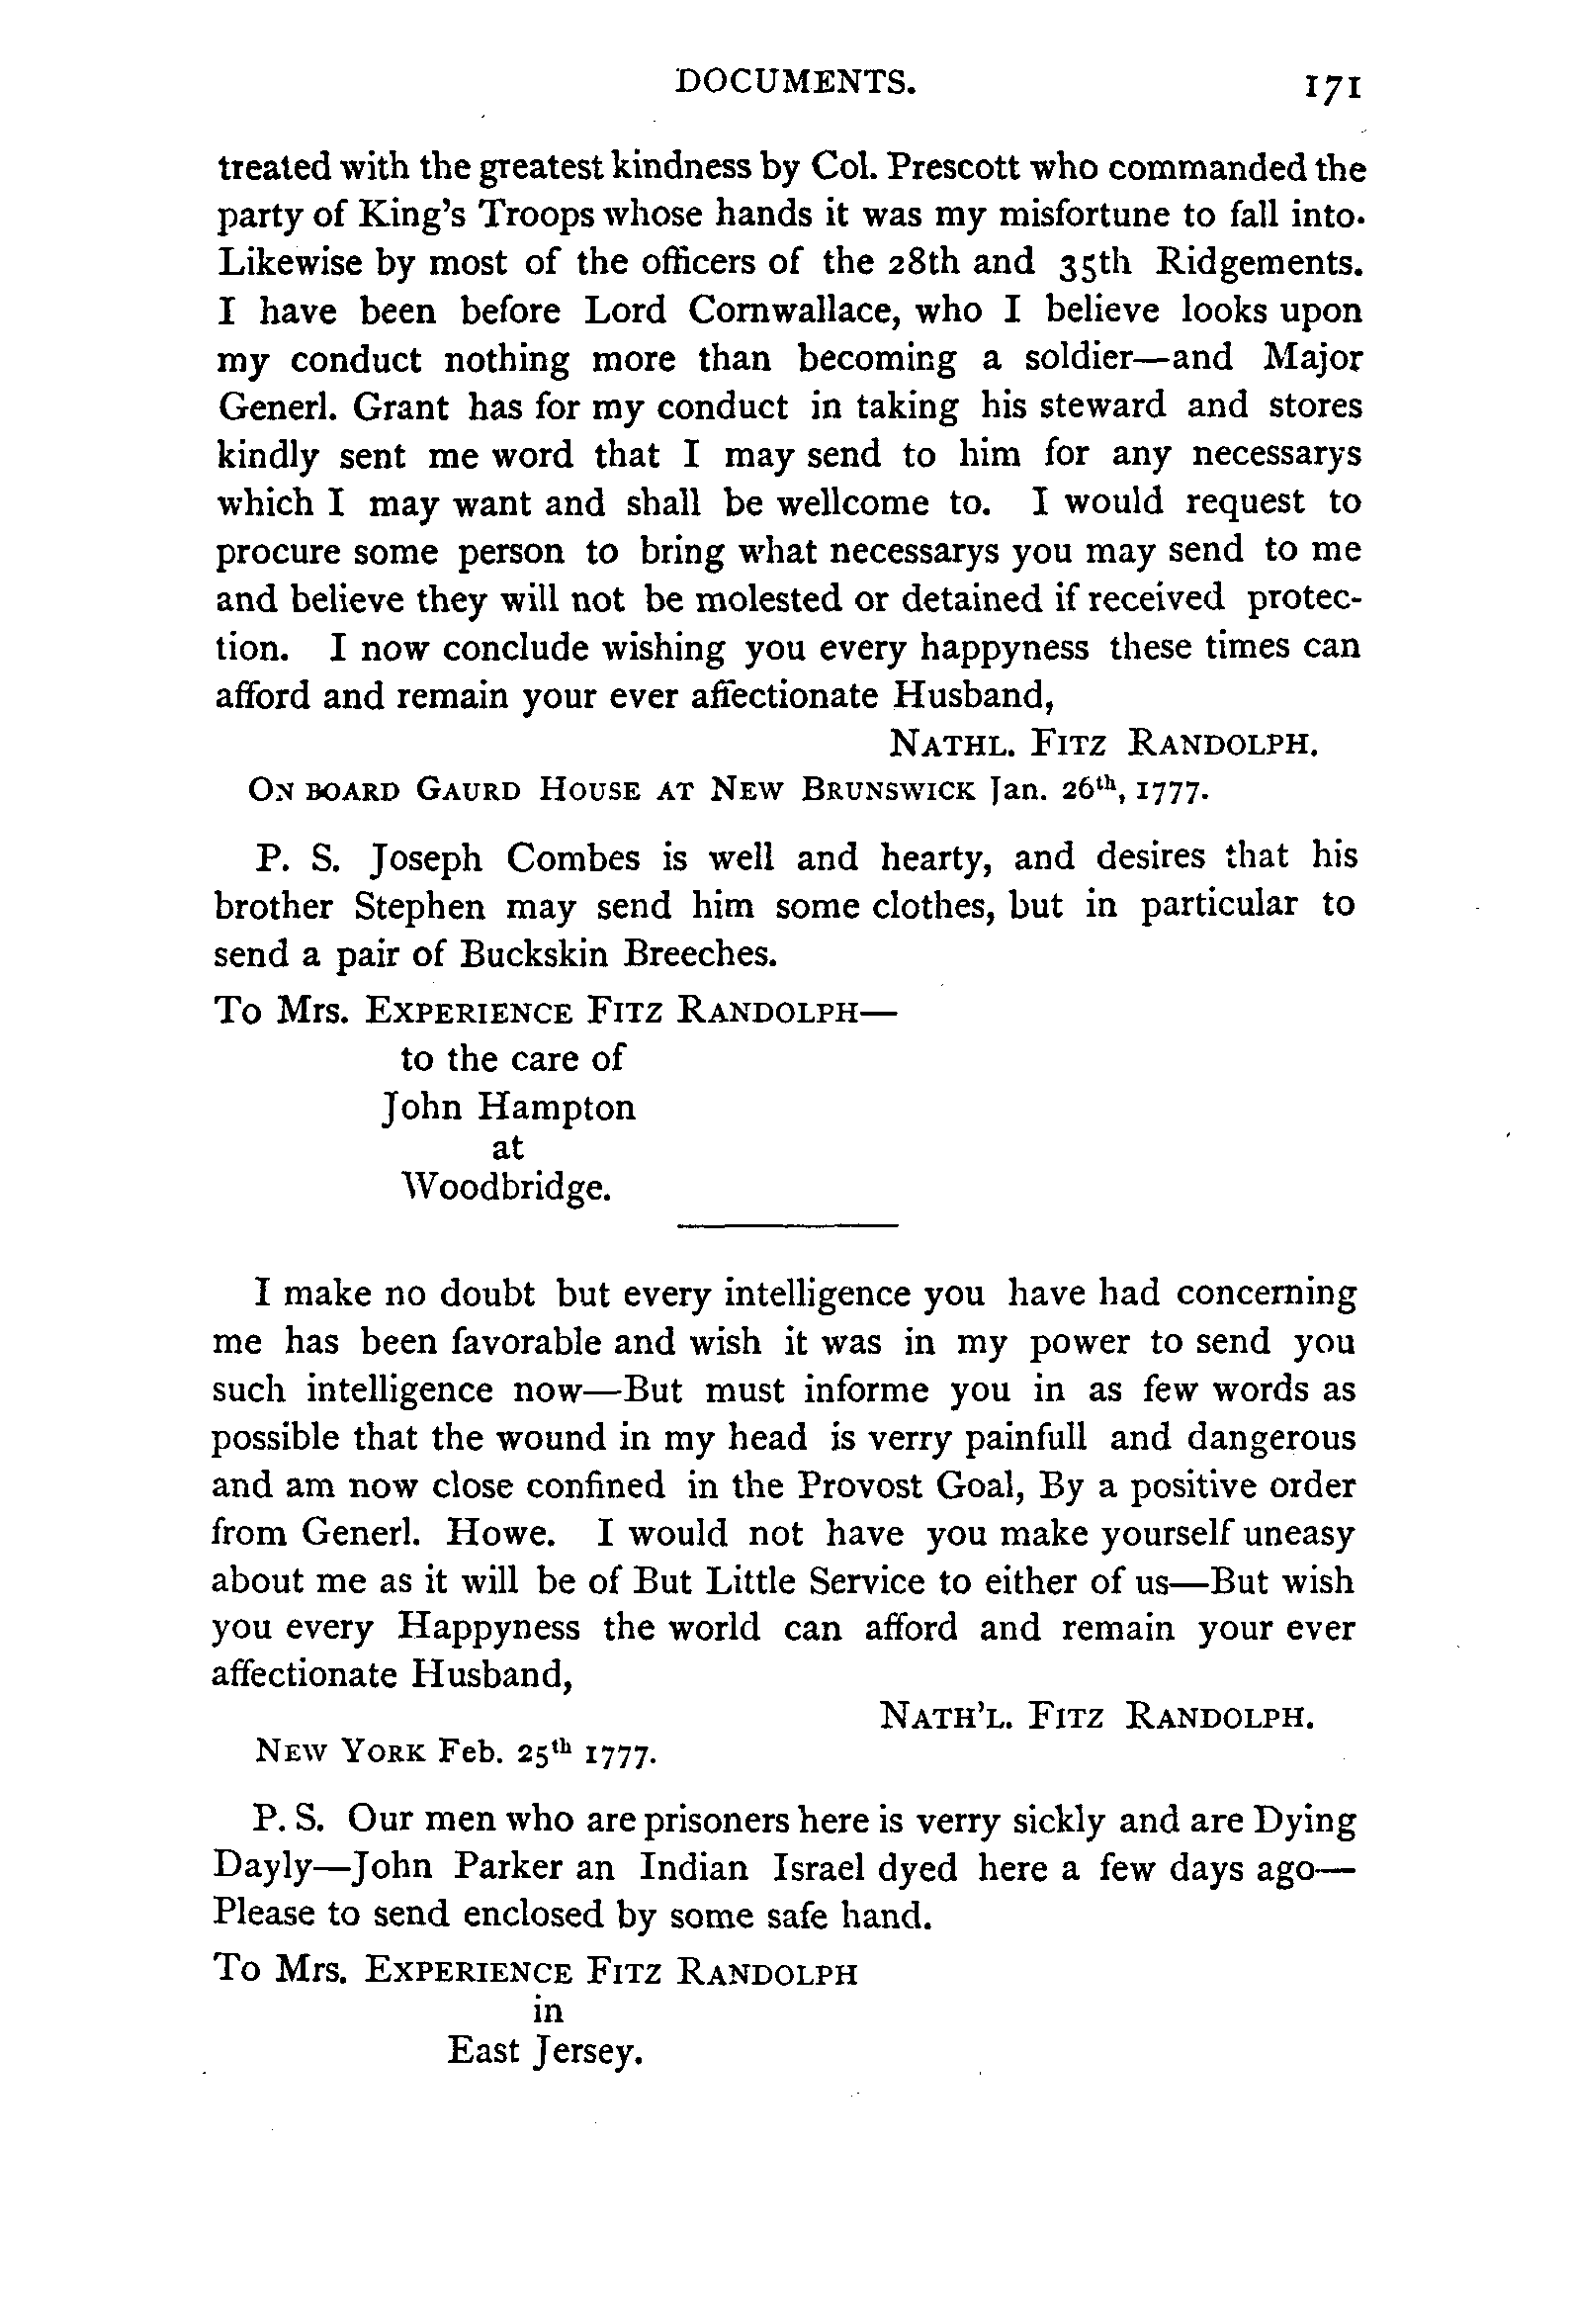 DOCUMENTS. 171
treated with the greatest kindness by Col. Prescott who commanded the
party of King's Troops whose hands it was my misfortune to fall into.
Likewise by most of the officers of the 28th and 35th Ridgements.
I have been before Lord Cornwallace, who I believe looks upon
my conduct nothing more than becoming a soldier—and Major
Generl. Grant has for my conduct in taking his steward and stores
kindly sent me word that I may send to him for any necessarys
which I may want and shall be wellcome to. I would request to
procure some person to bring what necessarys you may send to me
and believe they will not be molested or detained if received protec-
tion. I now conclude wishing you every happyness these times can
afford and remain your ever affectionate Husband,
NATHL. FITZ RANDOLPH.
ON BOARD GAURD HOUSE AT NEW BRUNSWICK Jan. 26th, 1777.
P. S. Joseph Combes is well and hearty, and desires that his
brother Stephen may send him some clothes, but in particular to
send a pair of Buckskin Breeches.
To Mrs. EXPERIENCE FITZ RANDOLPH—
to the care of
John Hampton
at
Woodbridge.
I make no doubt but every intelligence you have had concerning
me has been favorable and wish it was in my power to send you
such intelligence now—But must informe you in as few words as
possible that the wound in my head is verry painfull and dangerous
and am now close confined in the Provost Goal, By a positive order
from Generl. Howe. I would not have you make yourself uneasy
about me as it will be of But Little Service to either of us—But wish
you every Happyness the world can afford and remain your ever
affectionate Husband,
NATH'L. FITZ RANDOLPH.
NEW YORK Feb. 25th 1777.
P. S. Our men who are prisoners here is verry sickly and are Dying
Dayly—John Parker an Indian Israel dyed here a few days ago—
Please to send enclosed by some safe hand.
To Mrs. EXPERIENCE FITZ RANDOLPH
in
East Jersey.